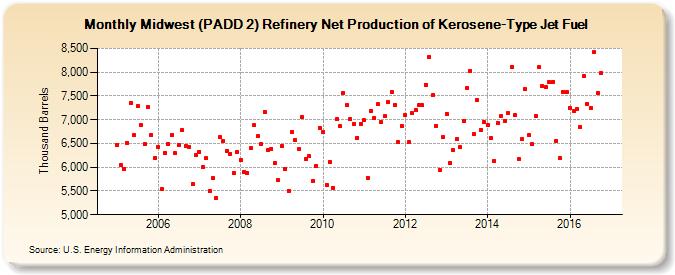 Monthly Midwest (PADD 2) Refinery Net Production of Kerosene-Type Jet Fuel
Thousand Barrels
8,500
8,000
7,500
7,000
6,500
6,000
5,500
5,000
2006 2008 2010 2012 2014 2016
Source: U.S. Energy Information Administration